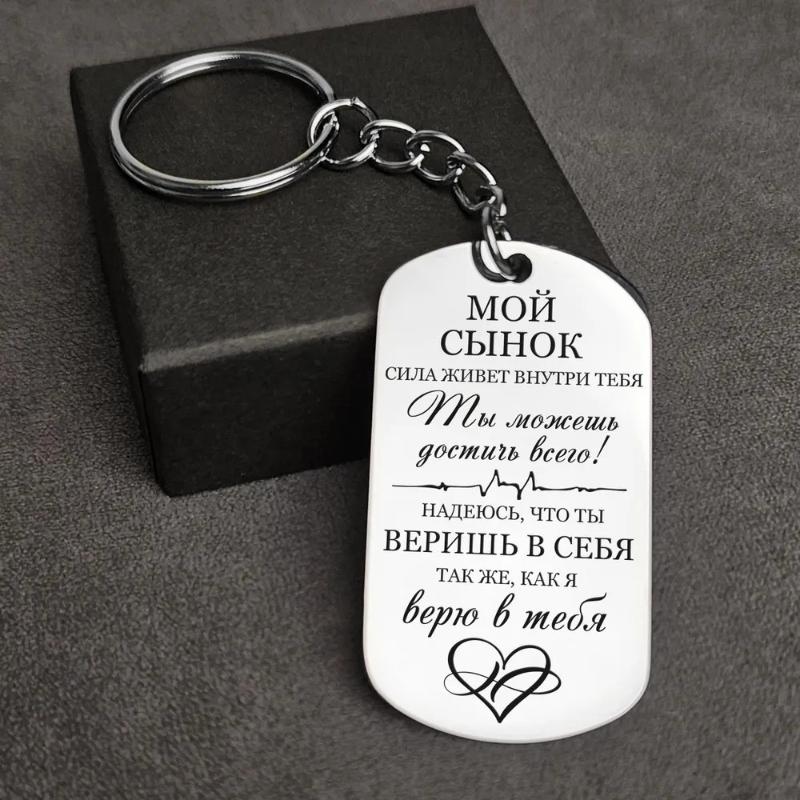 МОЙ
СЫНОК
СИЛА ЖИВЕТ ВНУТРИ ТЕБЯ
Ты можешь
достичь всего!
НАДЕЮСЬ, ЧТО ТЫ
ВЕРИШЬ В СЕБЯ
ТАК ЖЕ, КАК Я
верю в тебя